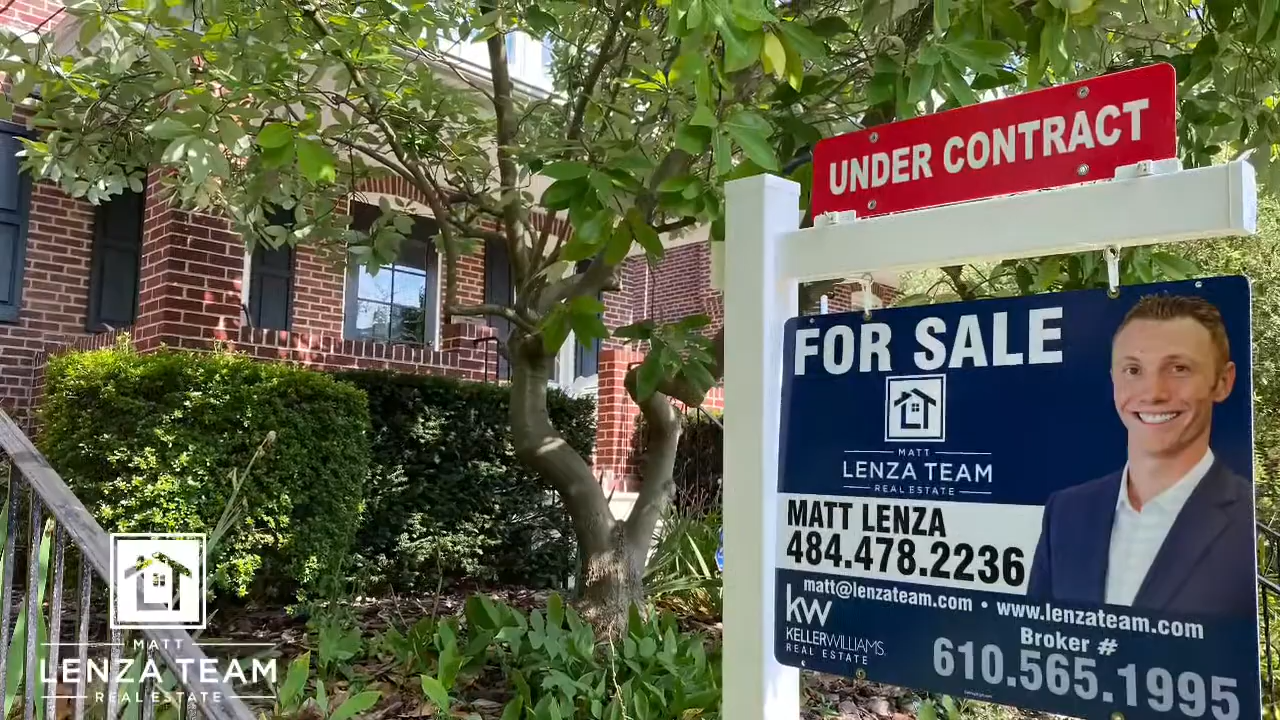 UNDER CONTRACT
FOR SALE
MATT
LENZA TEAM
REAL ESTATE
MATT LENZA
484.478.2236
matt@lenzateam.com • www.lenzateam.com
kw
KELLERWILLIAMS.
REAL ESTATE
Broker #
610.565.1995
MATT
LENZA TEAM
REAL ESTATE